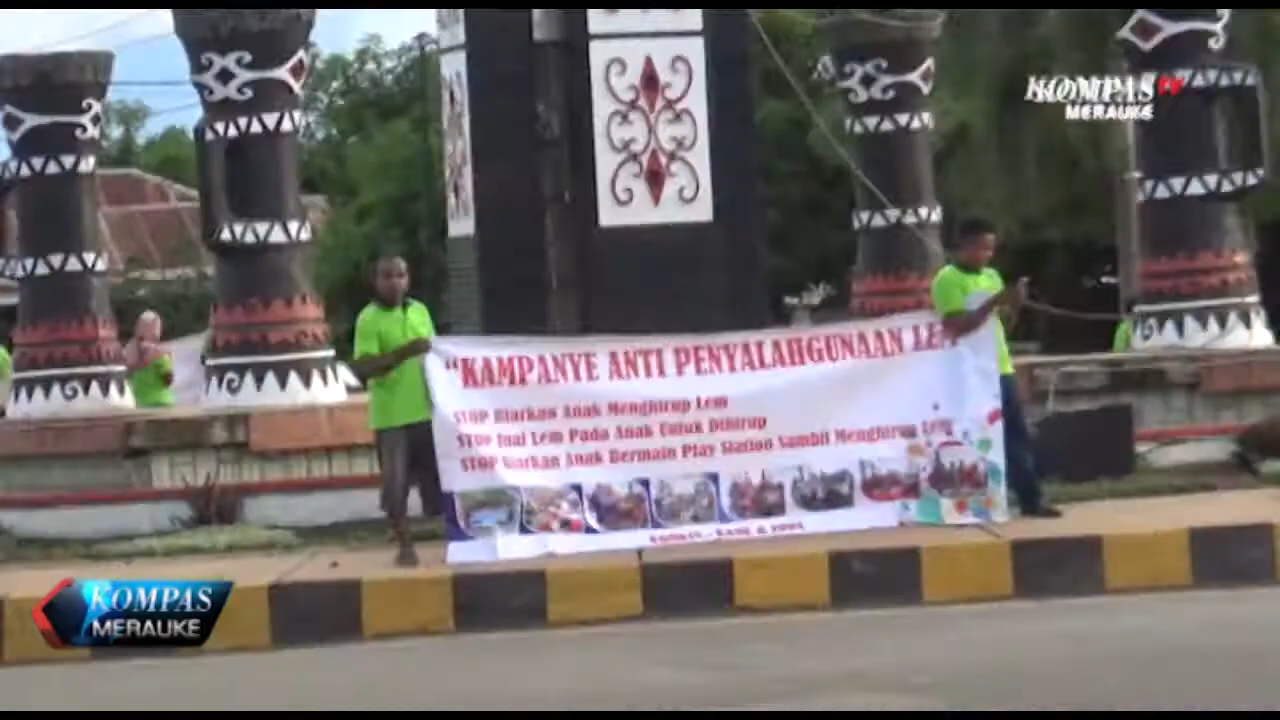 KOMPAS TV
MERAUKE
"KAMPANYE ANTI PENYALAHGUNAAN LEM
STOP Biarkan Anak Menghirup Lem
STOP Jual Lem Pada Anak Untuk Dihirup
STOP Biarkan Anak Bermain Play Station Sambil Menghirup Lem
KOMPAS
MERAUKE